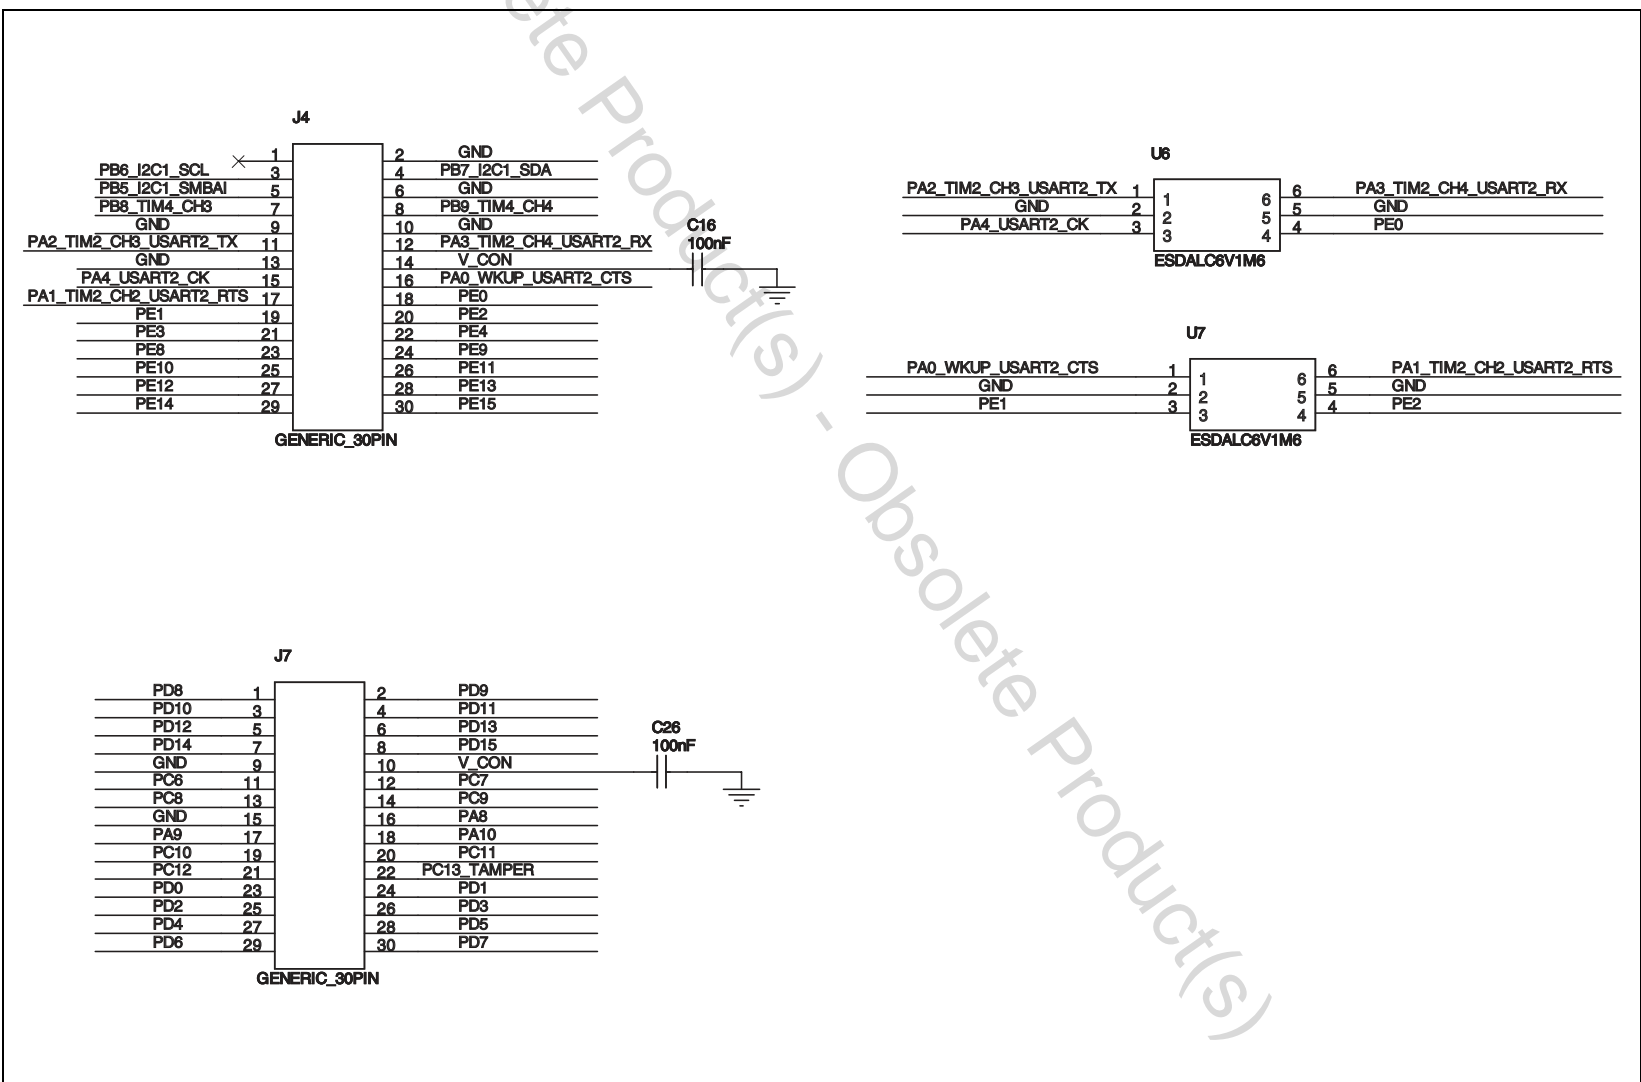 J4
1 2 GND
PB6_I2C1_SCL 3 4 PB7_I2C1_SDA
PB5_I2C1_SMBAI 5 6 GND
PB8_TIM4_CH3 7 8 PB9_TIM4_CH4
GND 9 10 GND
PA2_TIM2_CH3_USART2_TX 11 12 PA3_TIM2_CH4_USART2_RX
GND 13 14 V_CON
PA4_USART2_CK 15 16 PA0_WKUP_USART2_CTS
PA1_TIM2_CH2_USART2_RTS 17 18 PE0
PE1 19 20 PE2
PE3 21 22 PE4
PE8 23 24 PE9
PE10 25 26 PE11
PE12 27 28 PE13
PE14 29 30 PE15
GENERIC_30PIN
C16
100nF
U6
PA2_TIM2_CH3_USART2_TX 1 1 6 6 PA3_TIM2_CH4_USART2_RX
GND 2 2 5 5 GND
PA4_USART2_CK 3 3 4 4 PE0
ESDALC6V1M6
U7
PA0_WKUP_USART2_CTS 1 1 6 6 PA1_TIM2_CH2_USART2_RTS
GND 2 2 5 5 GND
PE1 3 3 4 4 PE2
ESDALC6V1M6
J7
PD8 1 2 PD9
PD10 3 4 PD11
PD12 5 6 PD13
PD14 7 8 PD15
GND 9 10 V_CON
PC6 11 12 PC7
PC8 13 14 PC9
GND 15 16 PA8
PA9 17 18 PA10
PC10 19 20 PC11
PC12 21 22 PC13_TAMPER
PD0 23 24 PD1
PD2 25 26 PD3
PD4 27 28 PD5
PD6 29 30 PD7
GENERIC_30PIN
C26
100nF
ete Product(s) - Obsolete Product(s)